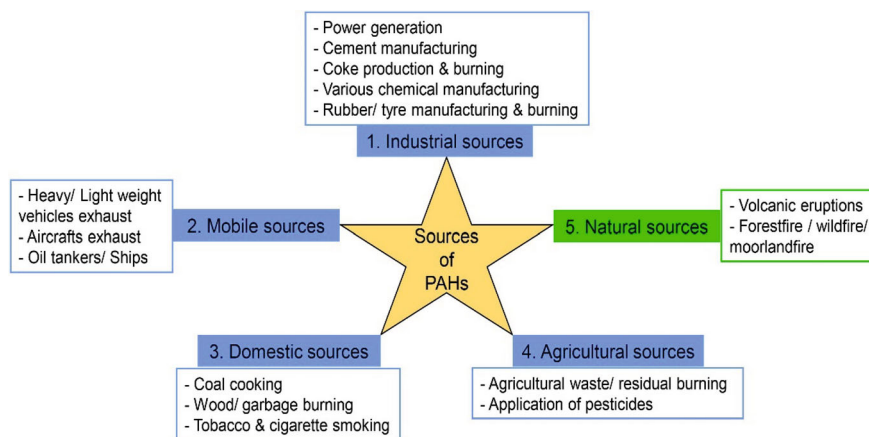 - Power generation
- Cement manufacturing
- Coke production & burning
- Various chemical manufacturing
- Rubber/ tyre manufacturing & burning
1. Industrial sources
- Heavy/ Light weight
vehicles exhaust
- Aircrafts exhaust
- Oil tankers/ Ships
2. Mobile sources
Sources
of
PAHs
5. Natural sources
- Volcanic eruptions
- Forestfire / wildfire/
moorlandfire
3. Domestic sources
- Coal cooking
- Wood/ garbage burning
- Tobacco & cigarette smoking
4. Agricultural sources
- Agricultural waste/ residual burning
- Application of pesticides